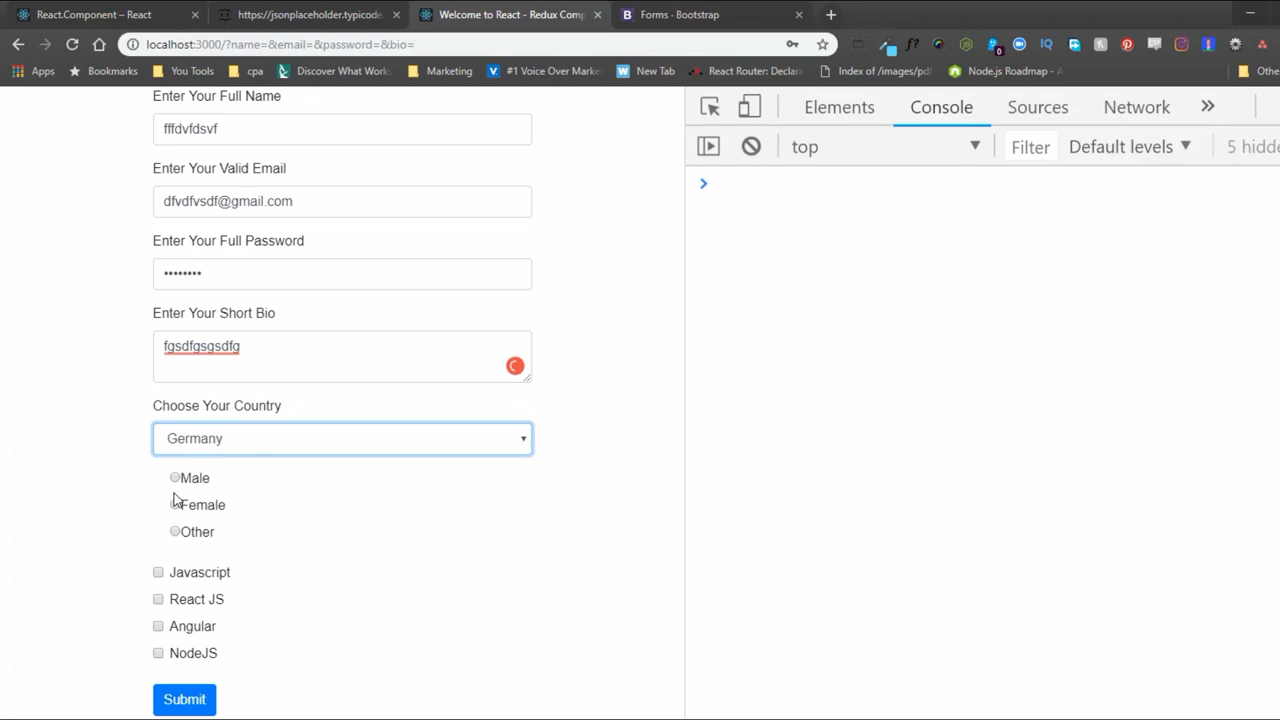 React.Component – React
https://jsonplaceholder.typicode.
Welcome to React - Redux Comp
Forms · Bootstrap
localhost:3000/?name=&email=&password=&bio=
Apps
Bookmarks
You Tools
cpa
Discover What Work
Marketing
#1 Voice Over Marke
New Tab
React Router: Declara
Index of /images/pdf
Node.js Roadmap - A
Othe
Enter Your Full Name
fffdvfdsvf
Enter Your Valid Email
dfvdfvsdf@gmail.com
Enter Your Full Password
••••••••
Enter Your Short Bio
fgsdfgsgsdfg
Choose Your Country
Germany
Male
Female
Other
Javascript
React JS
Angular
NodeJS
Submit
Elements
Console
Sources
Network
»
top
Filter
Default levels
5 hidde